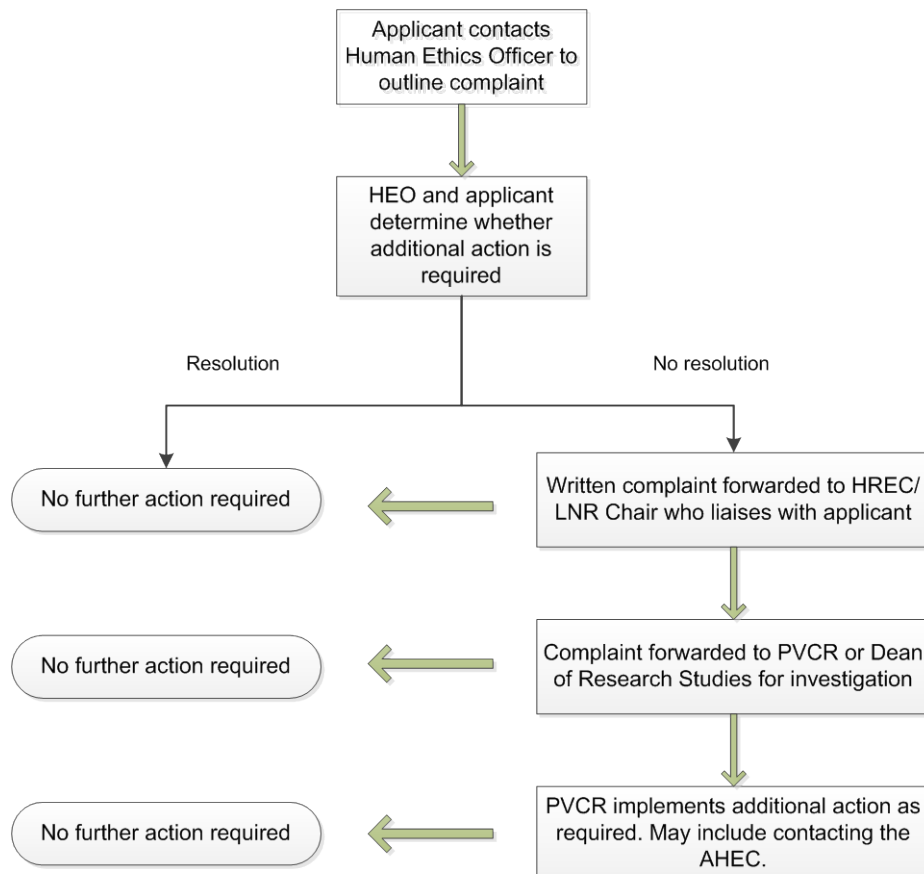 Applicant contacts
Human Ethics Officer to
outline complaint
HEO and applicant
determine whether
additional action is
required
Resolution
No resolution
No further action required
Written complaint forwarded to HREC/
LNR Chair who liaises with applicant
No further action required
Complaint forwarded to PVCR or Dean
of Research Studies for investigation
No further action required
PVCR implements additional action as
required. May include contacting the
AHEC.